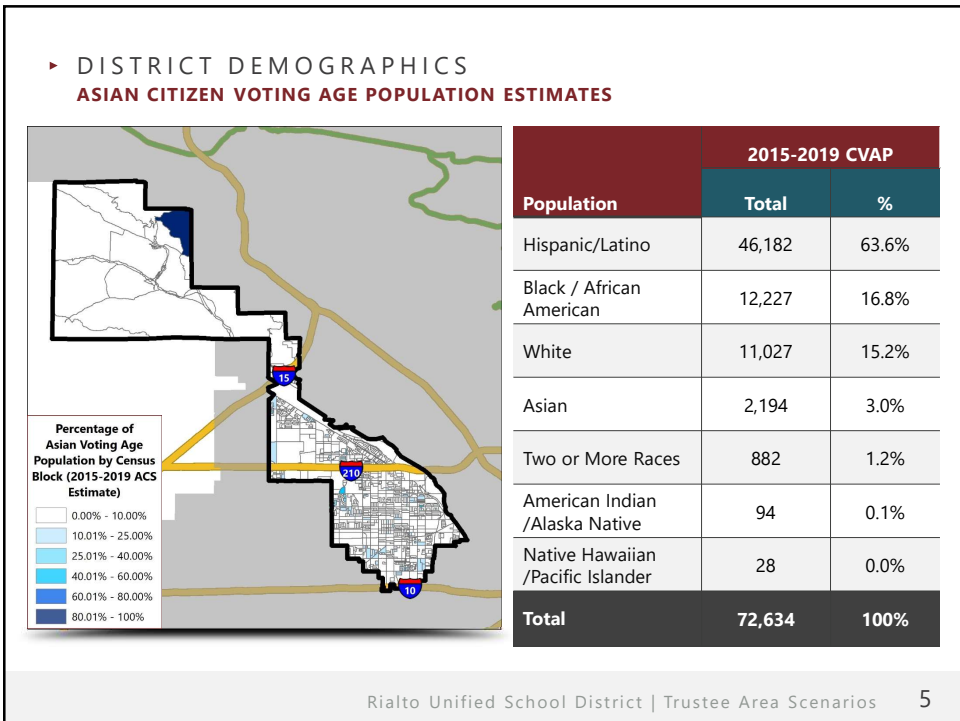 ▸ DISTRICT DEMOGRAPHICS
ASIAN CITIZEN VOTING AGE POPULATION ESTIMATES
15
210
10
Percentage of
Asian Voting Age
Population by Census
Block (2015-2019 ACS
Estimate)
0.00% - 10.00%
10.01% - 25.00%
25.01% - 40.00%
40.01% - 60.00%
60.01% - 80.00%
80.01% - 100%
2015-2019 CVAP
Population Total %
Hispanic/Latino 46,182 63.6%
Black / African
American 12,227 16.8%
White 11,027 15.2%
Asian 2,194 3.0%
Two or More Races 882 1.2%
American Indian
/Alaska Native 94 0.1%
Native Hawaiian
/Pacific Islander 28 0.0%
Total 72,634 100%
Rialto Unified School District | Trustee Area Scenarios 5